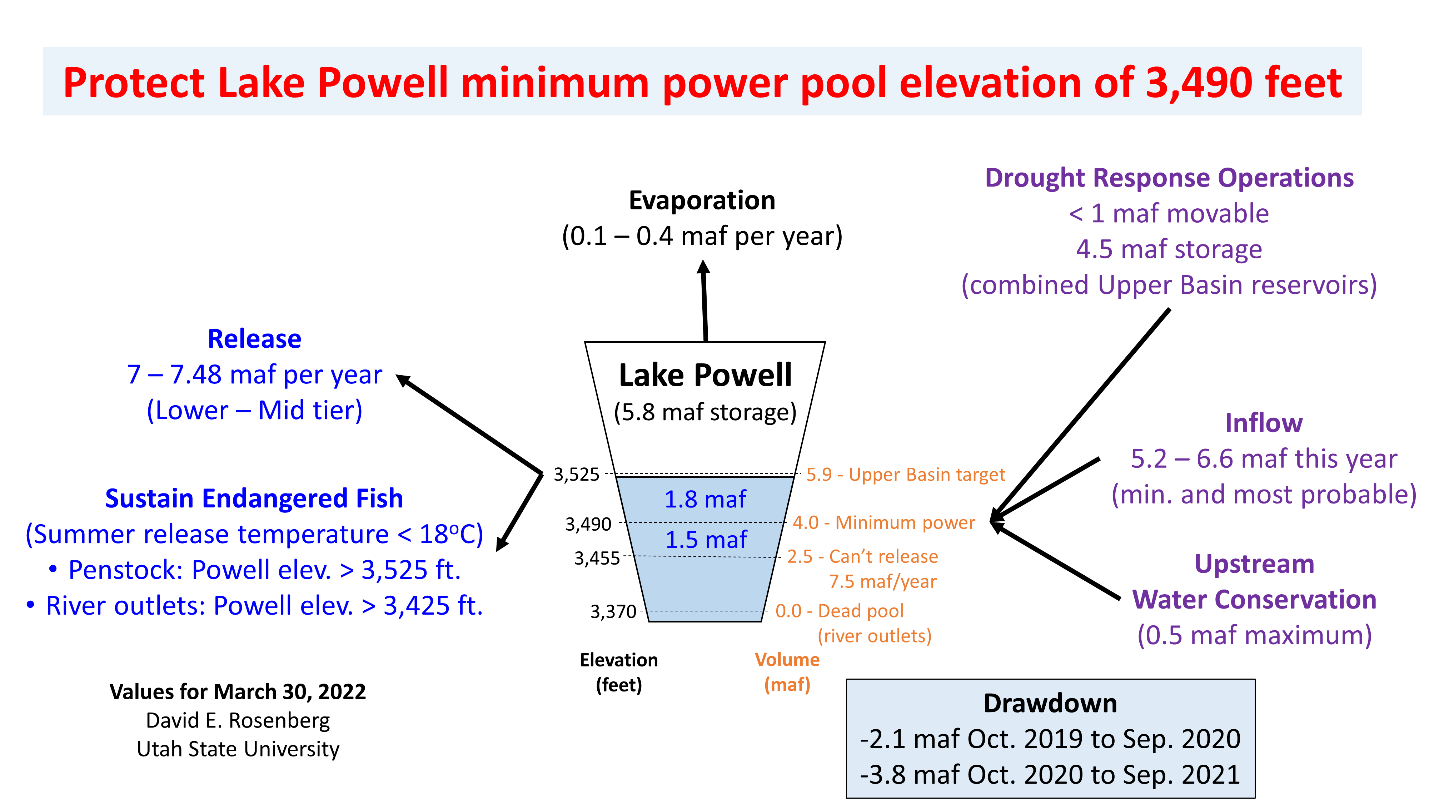 Protect Lake Powell minimum power pool elevation of 3,490 feet
Drought Response Operations
< 1 maf movable
4.5 maf storage
(combined Upper Basin reservoirs)
Evaporation
(0.1 – 0.4 maf per year)
Release
7 – 7.48 maf per year
(Lower – Mid tier)
Lake Powell
(5.8 maf storage)
Inflow
5.2 – 6.6 maf this year
(min. and most probable)
3,525
5.9 - Upper Basin target
1.8 maf
3,490
4.0 - Minimum power
1.5 maf
3,455
2.5 - Can’t release
7.5 maf/year
3,370
0.0 - Dead pool
(river outlets)
Elevation
(feet)
Volume
(maf)
Sustain Endangered Fish
(Summer release temperature < 18ºC)
• Penstock: Powell elev. > 3,525 ft.
• River outlets: Powell elev. > 3,425 ft.
Upstream
Water Conservation
(0.5 maf maximum)
Values for March 30, 2022
David E. Rosenberg
Utah State University
Drawdown
-2.1 maf Oct. 2019 to Sep. 2020
-3.8 maf Oct. 2020 to Sep. 2021